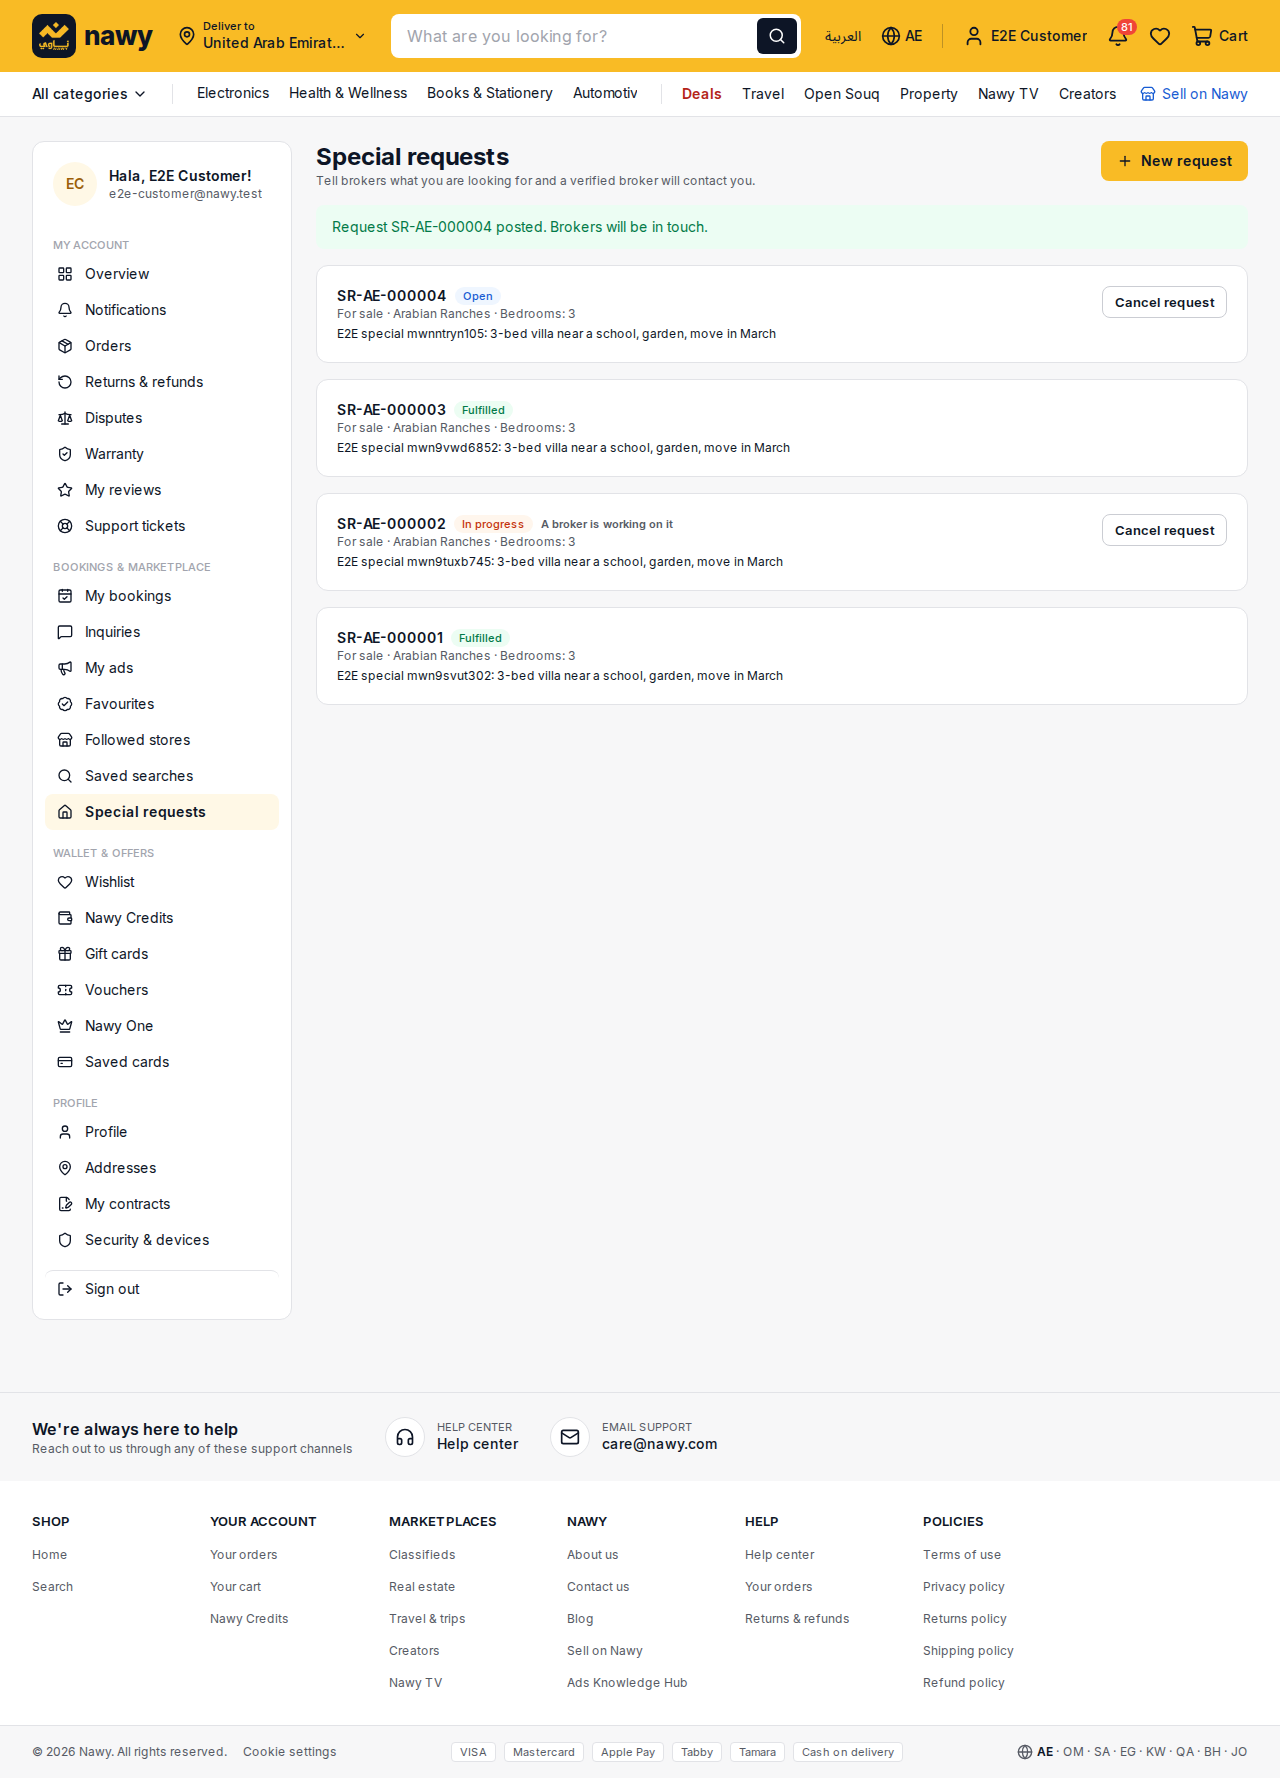 ناوي
NAWY
nawy
Deliver to
United Arab Emirat...
What are you looking for?
العربية
AE
E2E Customer
81
Cart
All categories
Electronics
Health & Wellness
Books & Stationery
Automotiv
Deals
Travel
Open Souq
Property
Nawy TV
Creators
Sell on Nawy
EC
Hala, E2E Customer!
e2e-customer@nawy.test
MY ACCOUNT
Overview
Notifications
Orders
Returns & refunds
Disputes
Warranty
My reviews
Support tickets
BOOKINGS & MARKETPLACE
My bookings
Inquiries
My ads
Favourites
Followed stores
Saved searches
Special requests
WALLET & OFFERS
Wishlist
Nawy Credits
Gift cards
Vouchers
Nawy One
Saved cards
PROFILE
Profile
Addresses
My contracts
Security & devices
Sign out
Special requests
Tell brokers what you are looking for and a verified broker will contact you.
New request
Request SR-AE-000004 posted. Brokers will be in touch.
SR-AE-000004 Open
For sale · Arabian Ranches · Bedrooms: 3
E2E special mwnntryn105: 3-bed villa near a school, garden, move in March
Cancel request
SR-AE-000003 Fulfilled
For sale · Arabian Ranches · Bedrooms: 3
E2E special mwn9vwd6852: 3-bed villa near a school, garden, move in March
SR-AE-000002 In progress A broker is working on it
For sale · Arabian Ranches · Bedrooms: 3
E2E special mwn9tuxb745: 3-bed villa near a school, garden, move in March
Cancel request
SR-AE-000001 Fulfilled
For sale · Arabian Ranches · Bedrooms: 3
E2E special mwn9svut302: 3-bed villa near a school, garden, move in March
We're always here to help
Reach out to us through any of these support channels
HELP CENTER
Help center
EMAIL SUPPORT
care@nawy.com
SHOP
Home
Search
YOUR ACCOUNT
Your orders
Your cart
Nawy Credits
MARKETPLACES
Classifieds
Real estate
Travel & trips
Creators
Nawy TV
NAWY
About us
Contact us
Blog
Sell on Nawy
Ads Knowledge Hub
HELP
Help center
Your orders
Returns & refunds
POLICIES
Terms of use
Privacy policy
Returns policy
Shipping policy
Refund policy
© 2026 Nawy. All rights reserved.
Cookie settings
VISA
Mastercard
Apple Pay
Tabby
Tamara
Cash on delivery
AE · OM · SA · EG · KW · QA · BH · JO